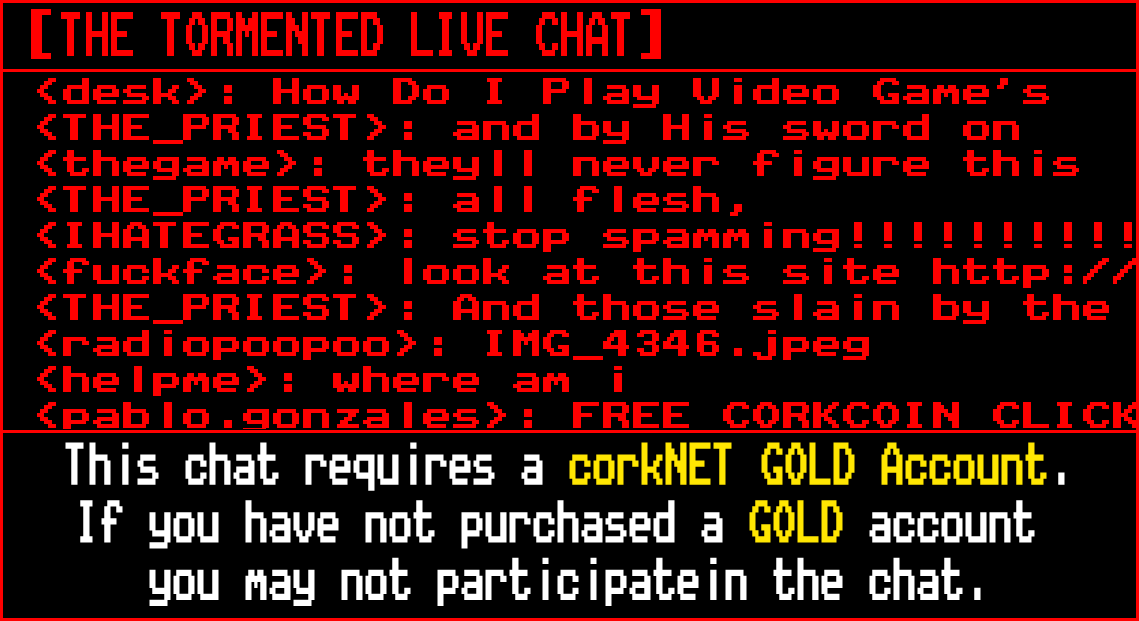 [THE TORMENTED LIVE CHAT]
<desk>: How Do I Play Video Game's
<THE_PRIEST>: and by His sword on
<thegame>: theyll never figure this
<THE_PRIEST>: all flesh,
<IHATEGRASS>: stop spamming!!!!!!!!!!
<fuckface>: look at this site http://
<THE_PRIEST>: And those slain by the
<radiopoopoo>: IMG_4346.jpeg
<helpme>: where am i
<pablo.gonzales>: FREE CORKCOIN CLICK
This chat requires a corkNET GOLD Account.
If you have not purchased a GOLD account
you may not participatein the chat.